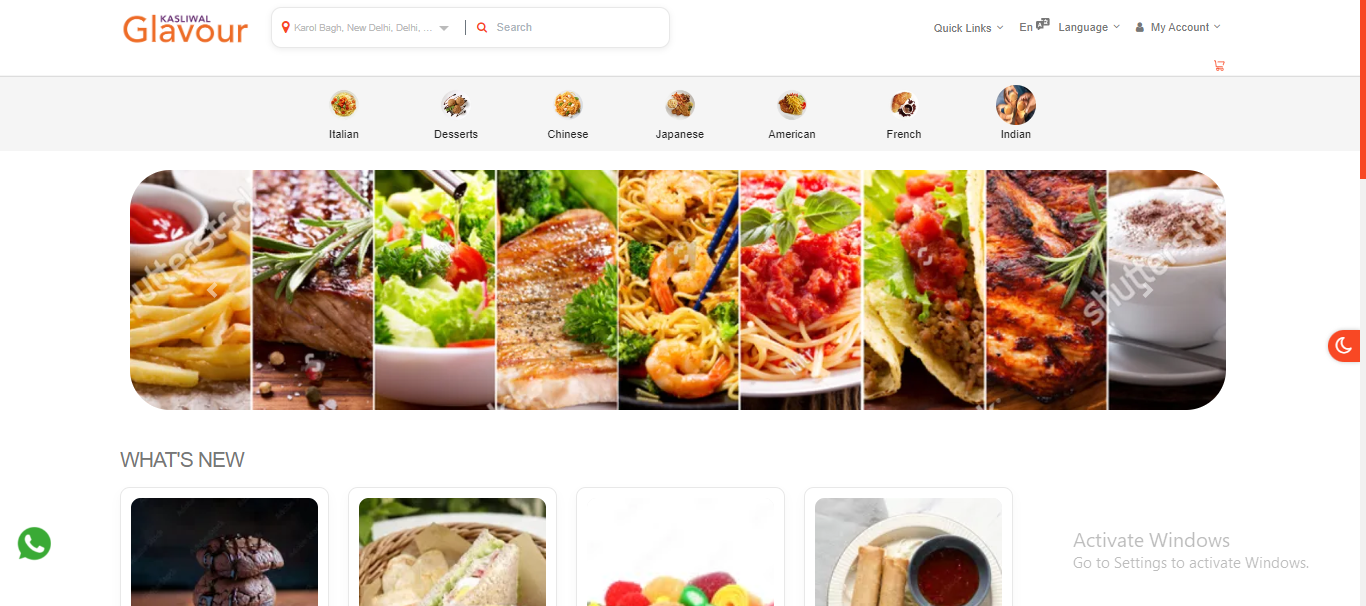 KASLIWAL
Glavour
Karol Bagh, New Delhi, Delhi, ...
Search
Quick Links
En
Language
My Account
Italian
Desserts
Chinese
Japanese
American
French
Indian
shutterst
WHAT'S NEW
Activate Windows
Go to Settings to activate Windows.